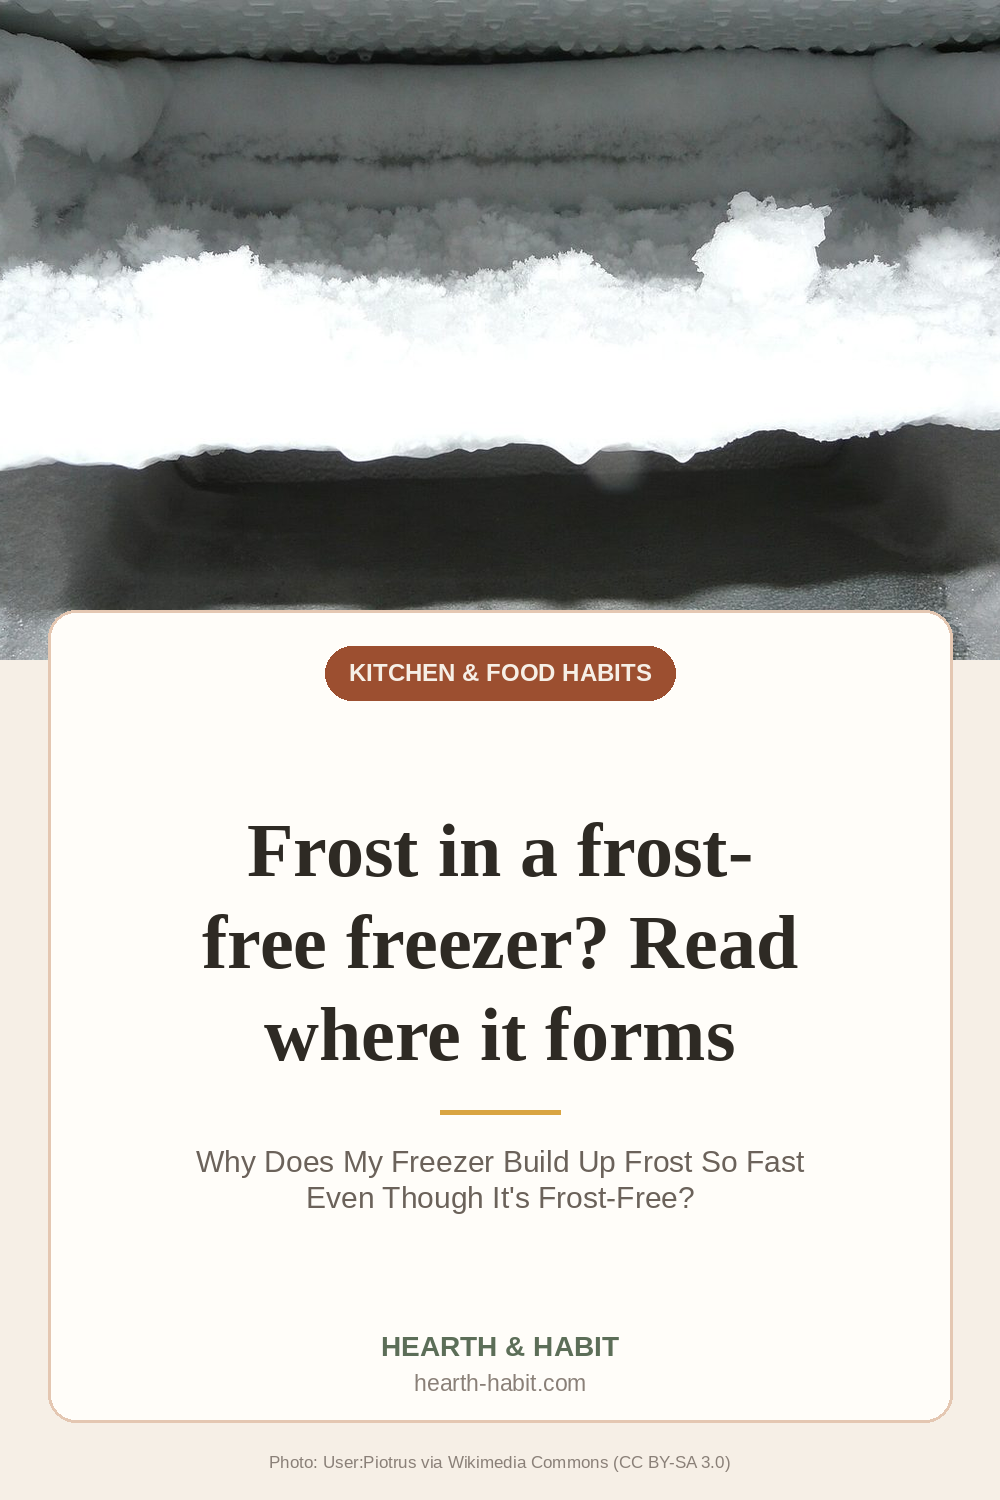 KITCHEN & FOOD HABITS
Frost in a frost-
free freezer? Read
where it forms
Why Does My Freezer Build Up Frost So Fast
Even Though It's Frost-Free?
HEARTH & HABIT
hearth-habit.com
Photo: User:Piotrus via Wikimedia Commons (CC BY-SA 3.0)